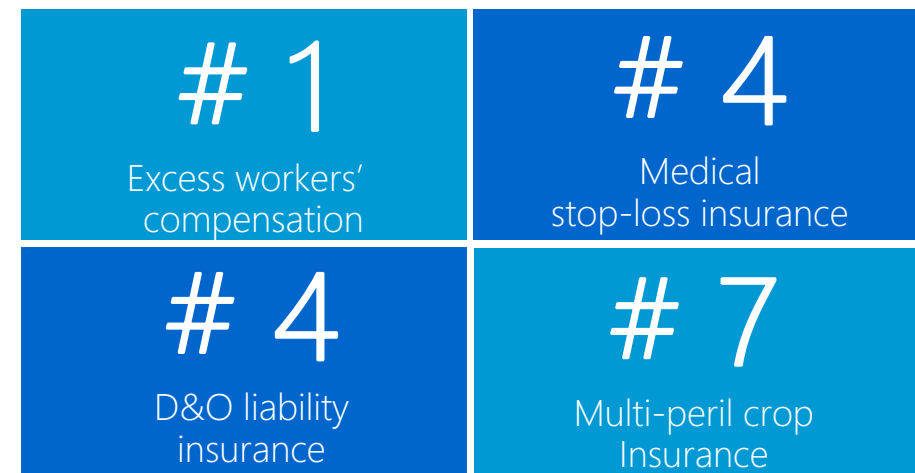 # 1
Excess workers’
compensation
# 4
Medical
stop-loss insurance
# 4
D&O liability
insurance
# 7
Multi-peril crop
Insurance